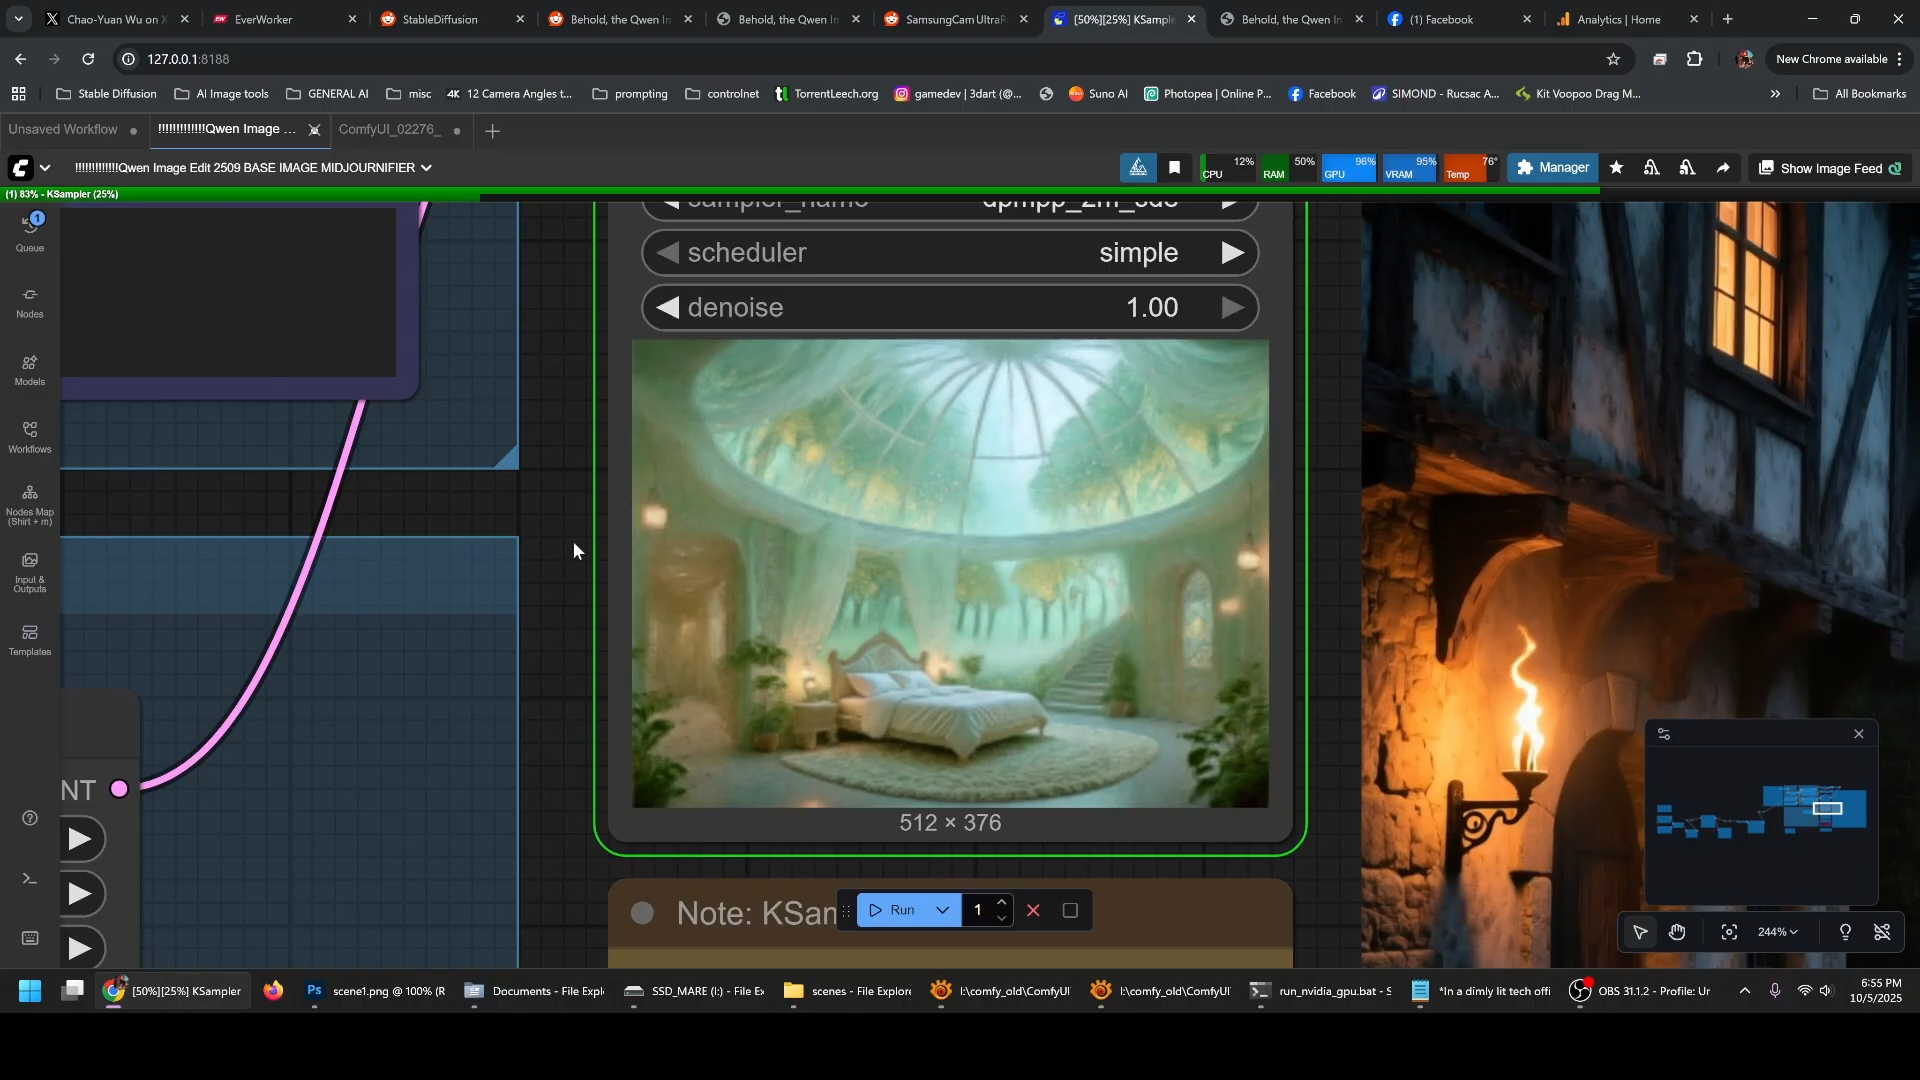 Chao-Yuan Wu on X
EverWorker
StableDiffusion
Behold, the Qwen In
Behold, the Qwen In
SamsungCam UltraR
[50%][25%] KSample
Behold, the Qwen In
(1) Facebook
Analytics | Home
127.0.0.1:8188
New Chrome available
Stable Diffusion
AI Image tools
GENERAL AI
misc
4K 12 Camera Angles t...
prompting
controlnet
TorrentLeech.org
gamedev | 3dart (@...
Suno AI
Photopea | Online P...
Facebook
SIMOND - Rucsac A...
Kit Voopoo Drag M...
All Bookmarks
Unsaved Workflow
!!!!!!!!!!!!!Qwen Image ...
ComfyUI_02276_
!!!!!!!!!!!!!Qwen Image Edit 2509 BASE IMAGE MIDJOURNIFIER
CPU 12%
RAM 50%
GPU 96%
VRAM 95%
Temp 76°
Manager
Show Image Feed
(1) 83% - KSampler (25%)
1
Queue
Nodes
Models
Workflows
Nodes Map
(Shirt + m)
Input &
Outputs
Templates
sampler_name dpmpp_2m_sde
scheduler simple
denoise 1.00
512 × 376
NT
Note: KSam
Run
1
244%
[50%][25%] KSampler
Ps scene1.png @ 100% (R
Documents - File Expl
SSD_MARE (I:) - File Ex
scenes - File Explore
I:\comfy_old\ComfyUI
I:\comfy_old\ComfyUI
run_nvidia_gpu.bat - S
*In a dimly lit tech offi
OBS 31.1.2 - Profile: Ur
6:55 PM
10/5/2025